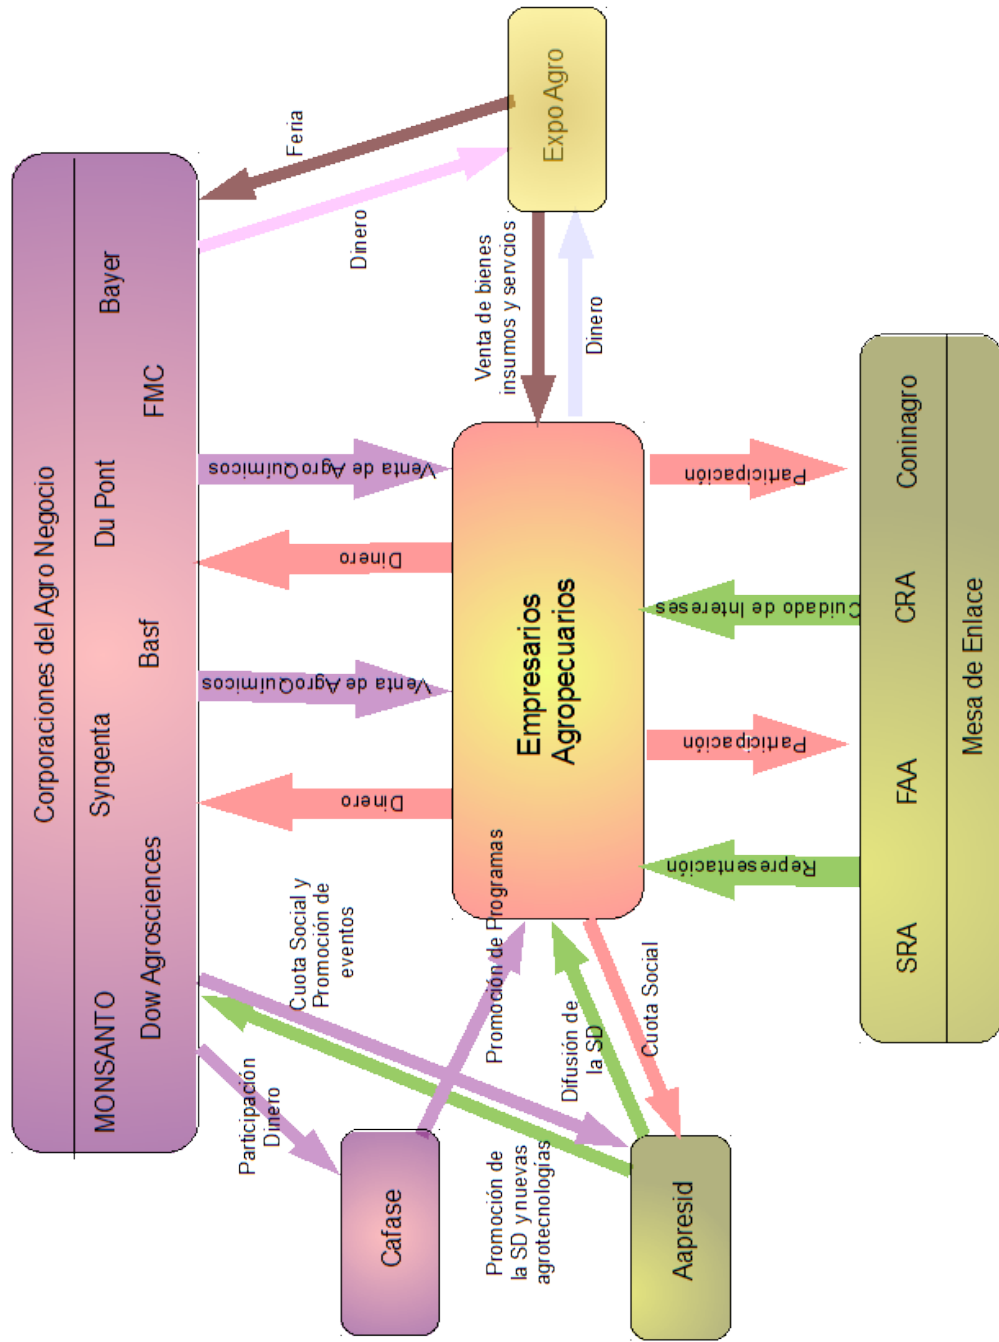 Corporaciones del Agro Negocio
MONSANTO
Dow Agrosciences
Syngenta
Basf
Du Pont
FMC
Bayer
Participación
Dinero
Cuota Social y
Promoción de
eventos
Dinero
Venta de AgroQuímicos
Dinero
Venta de AgroQuímicos
Dinero
Feria
Cafase
Promoción de Programas
Promoción de
la SD y nuevas
agrotecnologías
Difusión de
la SD
Cuota Social
Empresarios
Agropecuarios
Venta de bienes
insumos y servcios
Dinero
Expo Agro
Aapresid
Representación
Participación
Cuidado de Intereses
Participación
SRA
FAA
CRA
Coninagro
Mesa de Enlace